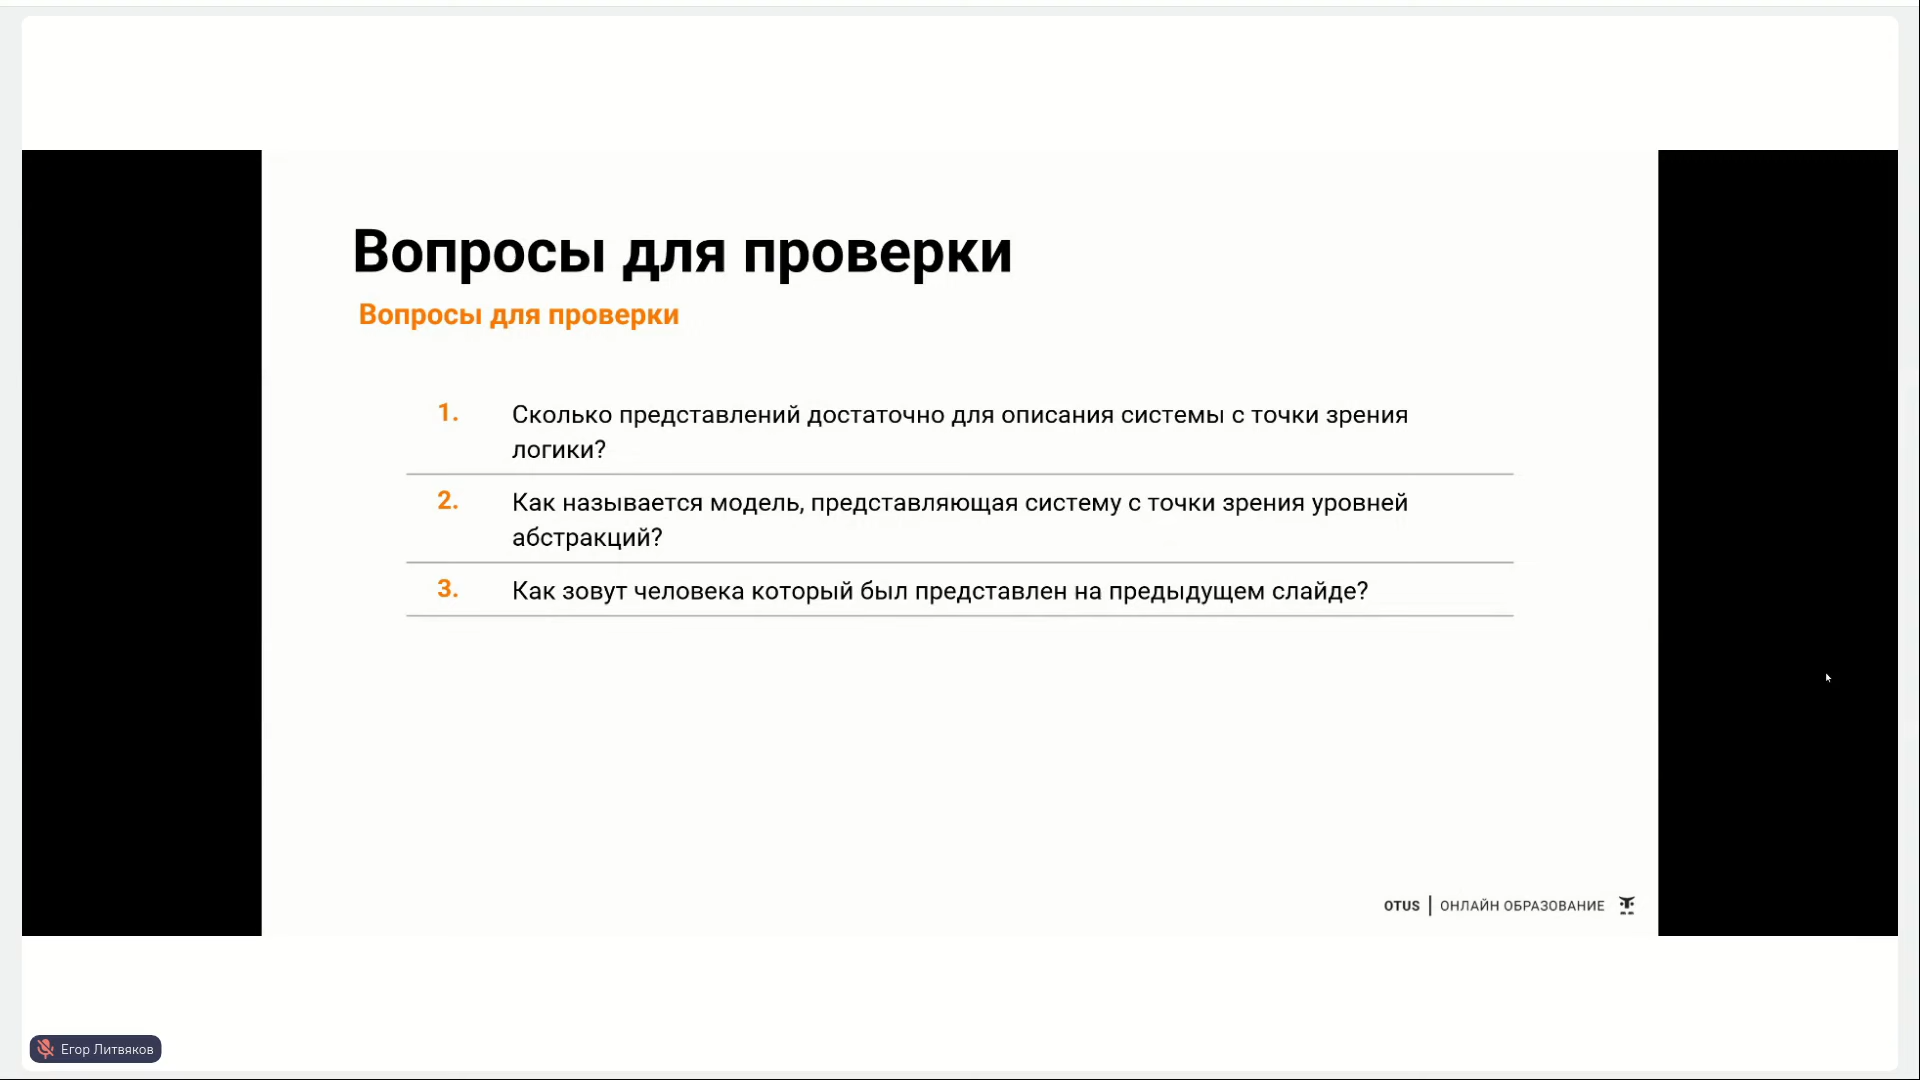 Вопросы для проверки
Вопросы для проверки
1. Сколько представлений достаточно для описания системы с точки зрения
логики?
2. Как называется модель, представляющая систему с точки зрения уровней
абстракций?
3. Как зовут человека который был представлен на предыдущем слайде?
OTUS | ОНЛАЙН ОБРАЗОВАНИЕ
Егор Литвяков